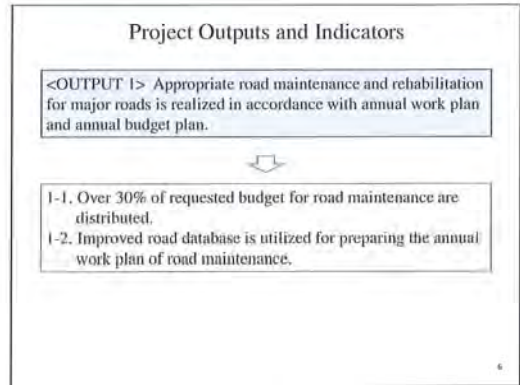 Project Outputs and Indicators
<OUTPUT 1> Appropriate road maintenance and rehabilitation
for major roads is realized in accordance with annual work plan
and annual budget plan.
1-1. Over 30% of requested budget for road maintenance are
distributed.
1-2. Improved road database is utilized for preparing the annual
work plan of road maintenance.
6